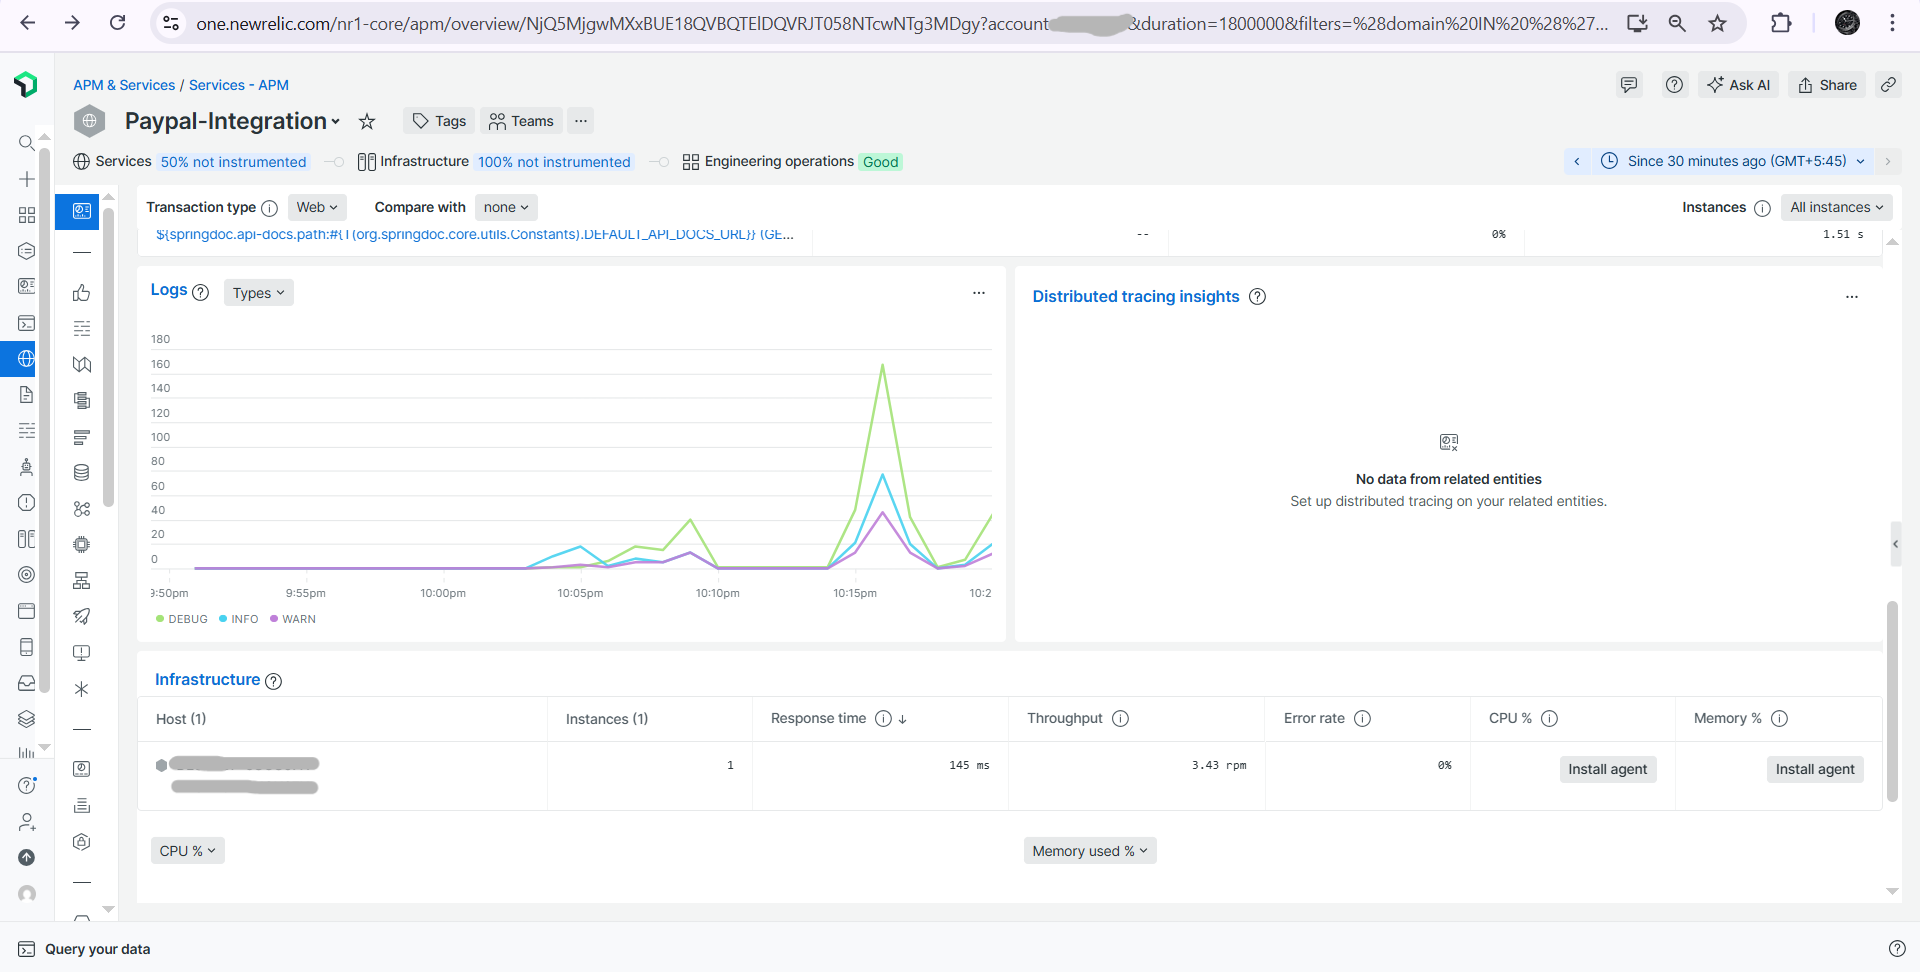 one.newrelic.com/nr1-core/apm/overview/NjQ5MjgwMXxBUE18QVBQTElDQVRJT058NTcwNTg3MDgy?account &duration=1800000&filters=%28domain%20IN%20%28%27...
APM & Services / Services - APM
Ask AI
Share
Paypal-Integration
Tags
Teams
...
Services 50% not instrumented
Infrastructure 100% not instrumented
Engineering operations Good
Since 30 minutes ago (GMT+5:45)
Transaction type Web
Compare with none
Instances All instances
${springdoc.api-docs.path:#{T(org.springdoc.core.utils.Constants).DEFAULT_API_DOCS_URL}} (GE... -- 0% 1.51 s
Logs
Types
...
180
160
140
120
100
80
60
40
20
0
9:50pm 9:55pm 10:00pm 10:05pm 10:10pm 10:15pm 10:2
DEBUG INFO WARN
Distributed tracing insights
...
No data from related entities
Set up distributed tracing on your related entities.
Infrastructure
Host (1) Instances (1) Response time Throughput Error rate CPU % Memory %
1 145 ms 3.43 rpm 0% Install agent Install agent
CPU %
Memory used %
Query your data